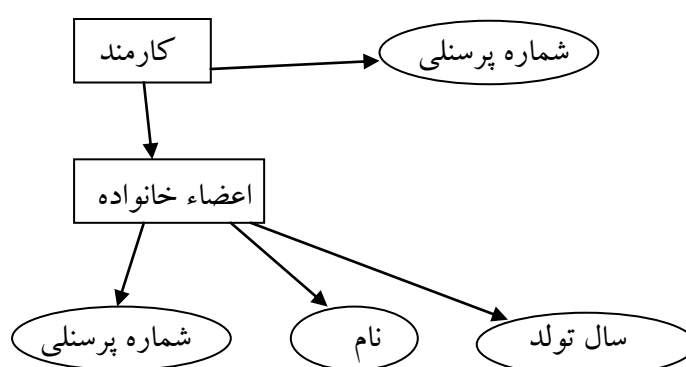 کارمند
شماره پرسنلی
اعضاء خانواده
شماره پرسنلی
نام
سال تولد